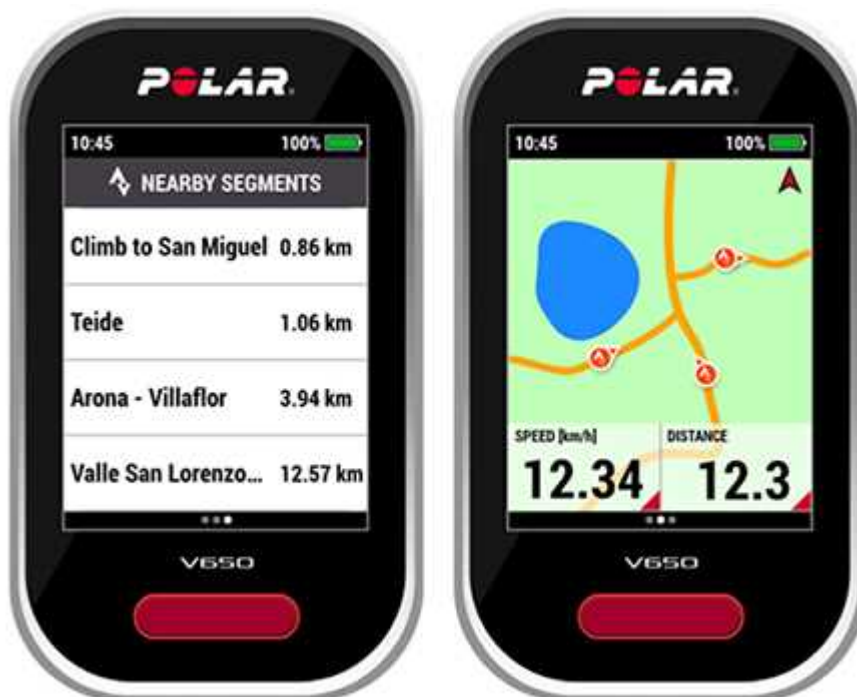 POLAR
10:45 100%
NEARBY SEGMENTS
Climb to San Miguel 0.86 km
Teide 1.06 km
Arona - Villaflor 3.94 km
Valle San Lorenzo... 12.57 km
V650
POLAR
10:45 100%
SPEED [km/h] DISTANCE
12.34 12.3
V650